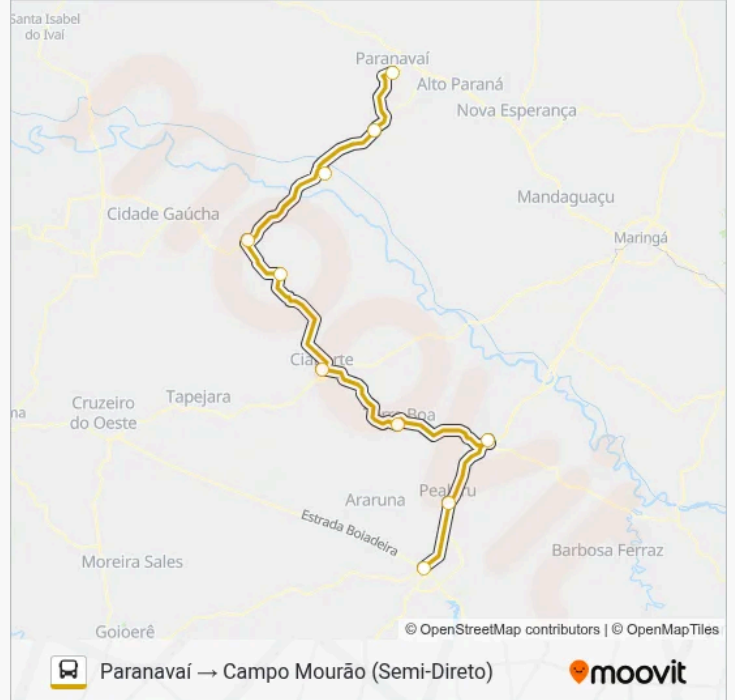 Santa Isabel
do Ivaí
Paranavaí
Alto Paraná
Nova Esperança
Cidade Gaúcha
Mandaguaçu
Maringá
Tapejara
Cruzeiro
do Oeste
Boa
Araruna
Estrada Boiadeira
Moreira Sales
Barbosa Ferraz
Goioerê
© OpenStreetMap contributors | © OpenMapTiles
Paranavaí → Campo Mourão (Semi-Direto)
moovit